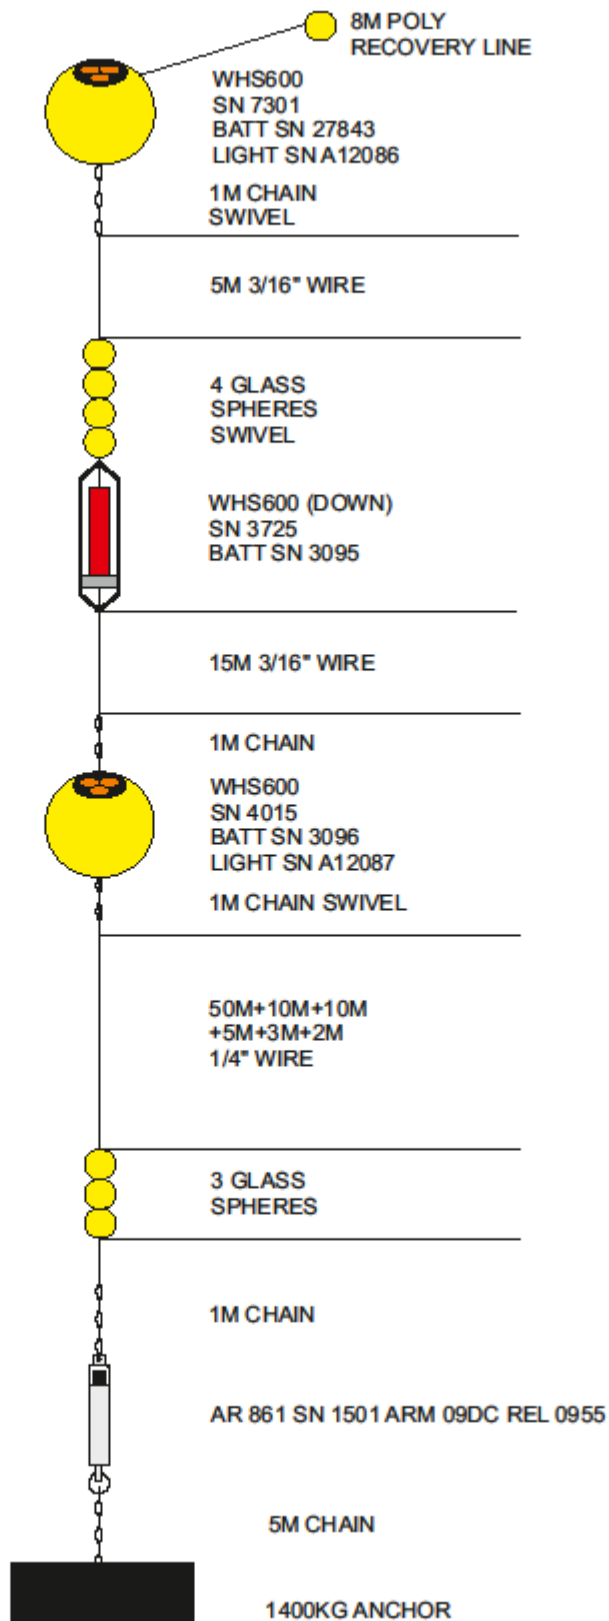 8M POLY
RECOVERY LINE
WHS600
SN 7301
BATT SN 27843
LIGHT SN A12086
1M CHAIN
SWIVEL
5M 3/16" WIRE
4 GLASS
SPHERES
SWIVEL
WHS600 (DOWN)
SN 3725
BATT SN 3095
15M 3/16" WIRE
1M CHAIN
WHS600
SN 4015
BATT SN 3096
LIGHT SN A12087
1M CHAIN SWIVEL
50M+10M+10M
+5M+3M+2M
1/4" WIRE
3 GLASS
SPHERES
1M CHAIN
AR 861 SN 1501 ARM 09DC REL 0955
5M CHAIN
1400KG ANCHOR